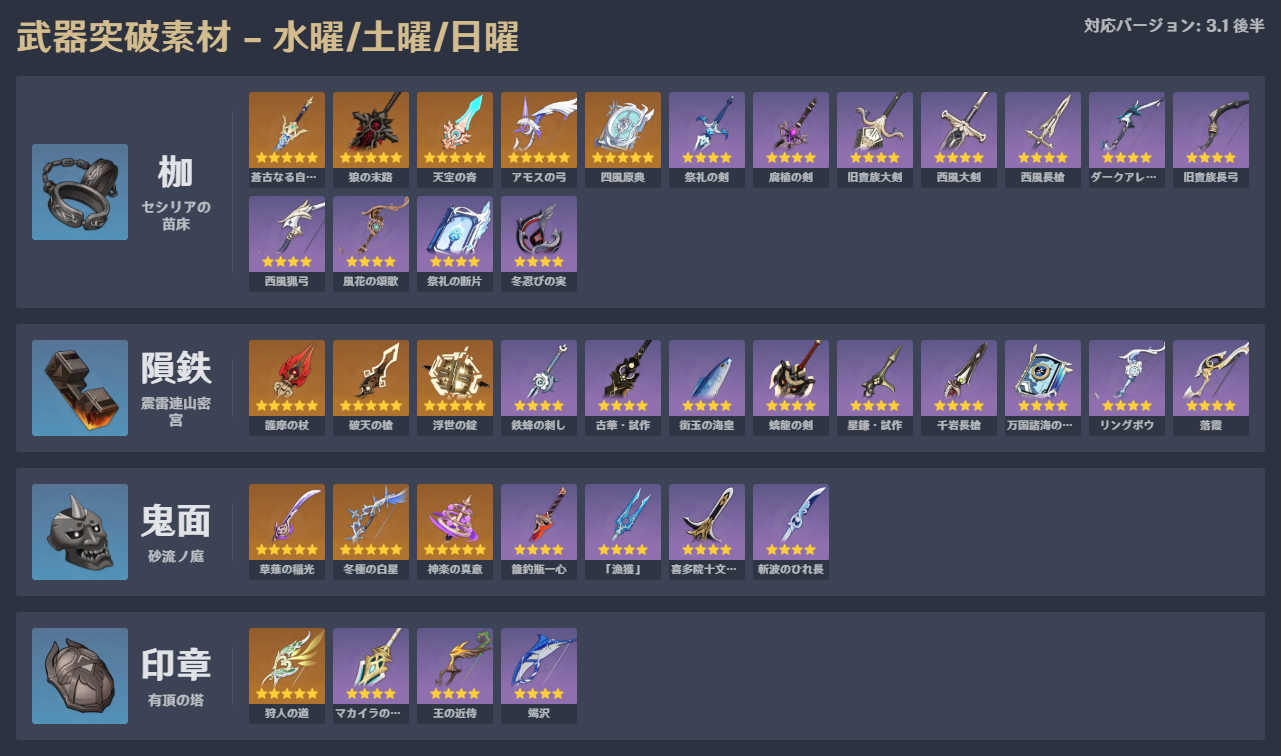 武器突破素材 – 水曜/土曜/日曜
対応バージョン: 3.1 後半
枷
セシリアの
苗床
蒼古なる自…
狼の末路
天空の脊
アモスの弓
四風原典
祭礼の剣
腐植の剣
旧貴族大剣
西風大剣
西風長槍
ダークアレ…
旧貴族長弓
西風猟弓
風花の頌歌
祭礼の断片
冬忍びの実
隕鉄
震雷連山密
宮
護摩の杖
破天の槍
浮世の錠
鉄蜂の刺し
古華・試作
銜玉の海皇
螭龍の剣
星鎌・試作
千岩長槍
万国諸海の…
リングボウ
落霞
鬼面
砂流ノ庭
草薙の稲光
冬極の白星
神楽の真意
籠釣瓶一心
「漁獲」
喜多院十文…
斬波のひれ長
印章
有頂の塔
狩人の道
マカイラの…
王の近侍
竭沢